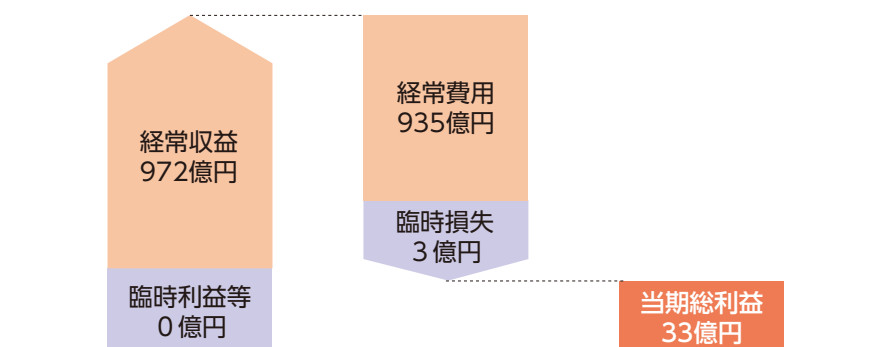 経常収益
972億円
臨時利益等
0億円
経常費用
935億円
臨時損失
3億円
当期総利益
33億円